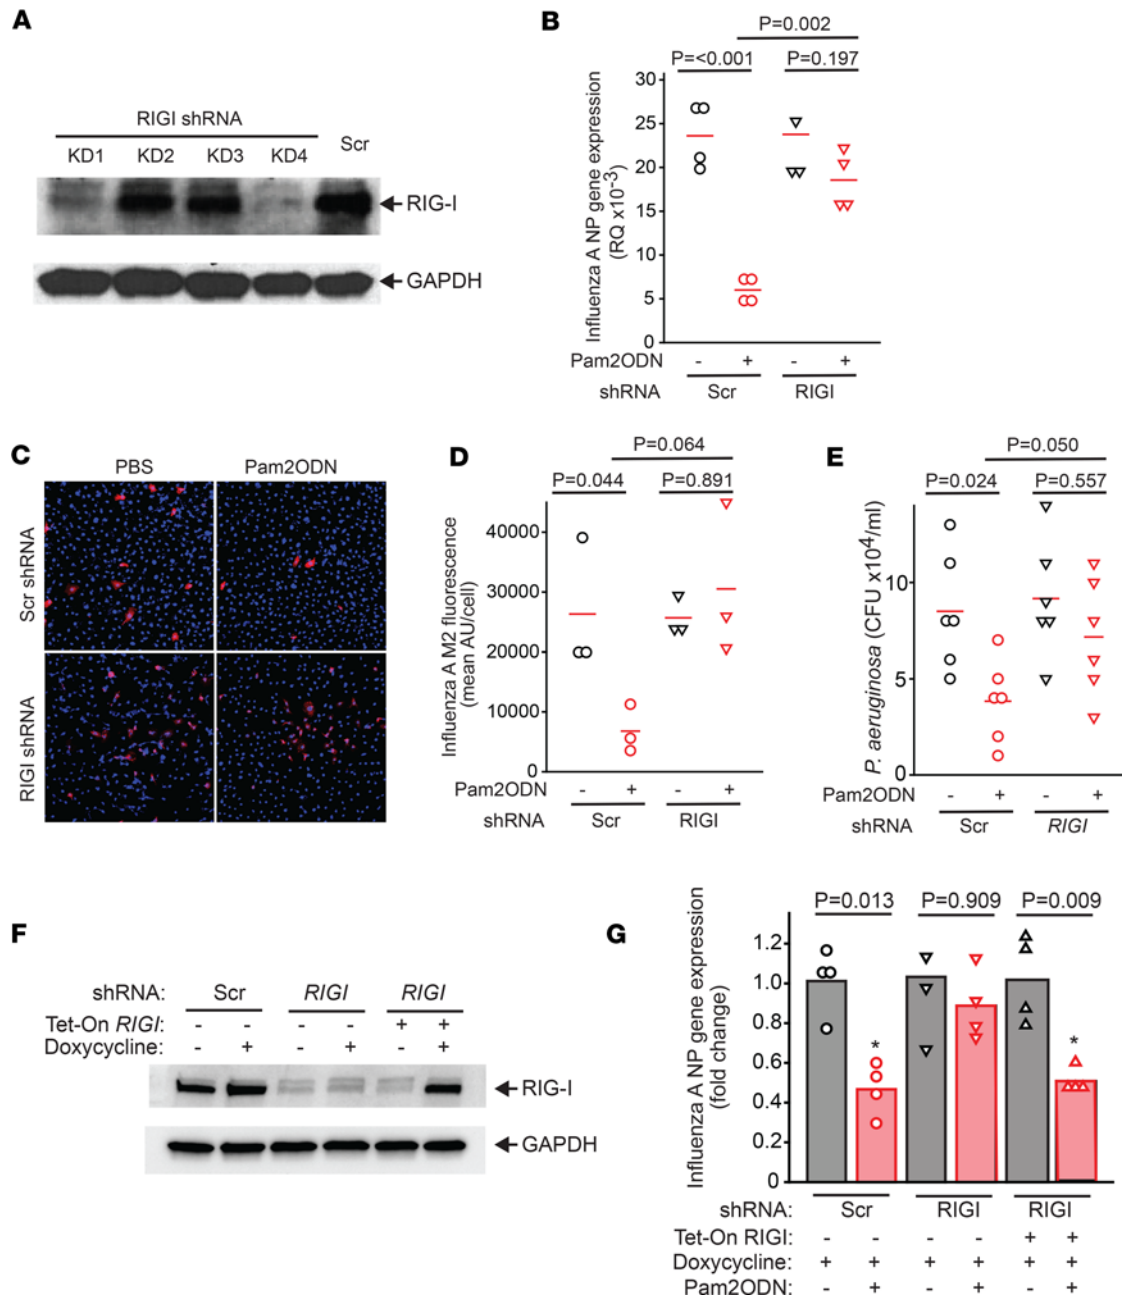 A
RIGI shRNA
KD1 KD2 KD3 KD4 Scr
RIG-I
GAPDH
B
P=0.002
P=<0.001 P=0.197
Influenza A NP gene expression
(RQ x10-3)
30
25
20
15
10
5
0
Pam2ODN - + - +
shRNA Scr RIGI
C
PBS Pam2ODN
Scr shRNA
RIGI shRNA
D
P=0.064
P=0.044 P=0.891
Influenza A M2 fluorescence
(mean AU/cell)
40000
30000
20000
10000
0
Pam2ODN - + - +
shRNA Scr RIGI
E
P=0.050
P=0.024 P=0.557
P. aeruginosa (CFU x10⁴/ml)
10
5
0
Pam2ODN - + - +
shRNA Scr RIGI
F
shRNA: Scr RIGI RIGI
Tet-On RIGI: - - - - + +
Doxycycline: - + - + - +
RIG-I
GAPDH
G
P=0.013 P=0.909 P=0.009
Influenza A NP gene expression
(fold change)
1.2
1.0
0.8
0.6
0.4
0.2
0
* *
shRNA: Scr RIGI RIGI
Tet-On RIGI: - - - - + +
Doxycycline: + + + + + +
Pam2ODN: - + - + - +